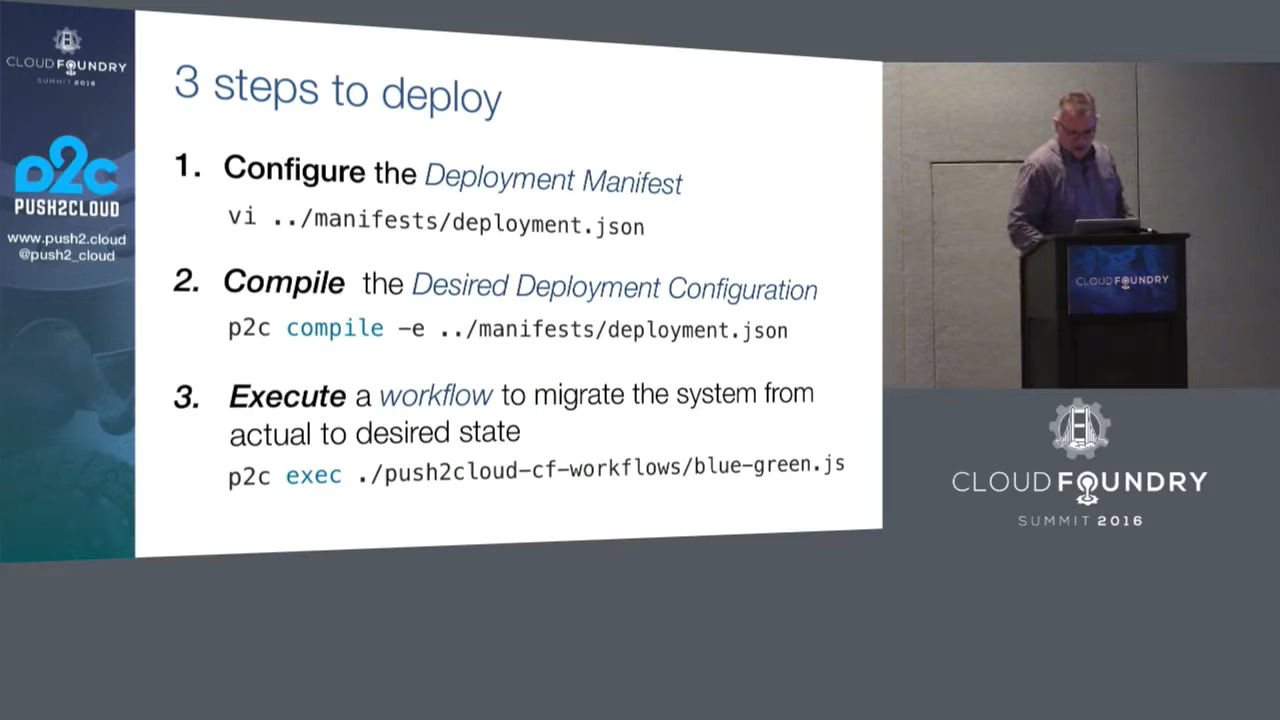 CLOUD FOUNDRY
SUMMIT 2016
p2c
PUSH2CLOUD
www.push2.cloud
@push2_cloud
3 steps to deploy
1. Configure the Deployment Manifest
vi ../manifests/deployment.json
2. Compile the Desired Deployment Configuration
p2c compile -e ../manifests/deployment.json
3. Execute a workflow to migrate the system from
actual to desired state
p2c exec ./push2cloud-cf-workflows/blue-green.js
CLOUD FOUNDRY
CLOUD FOUNDRY
SUMMIT 2016